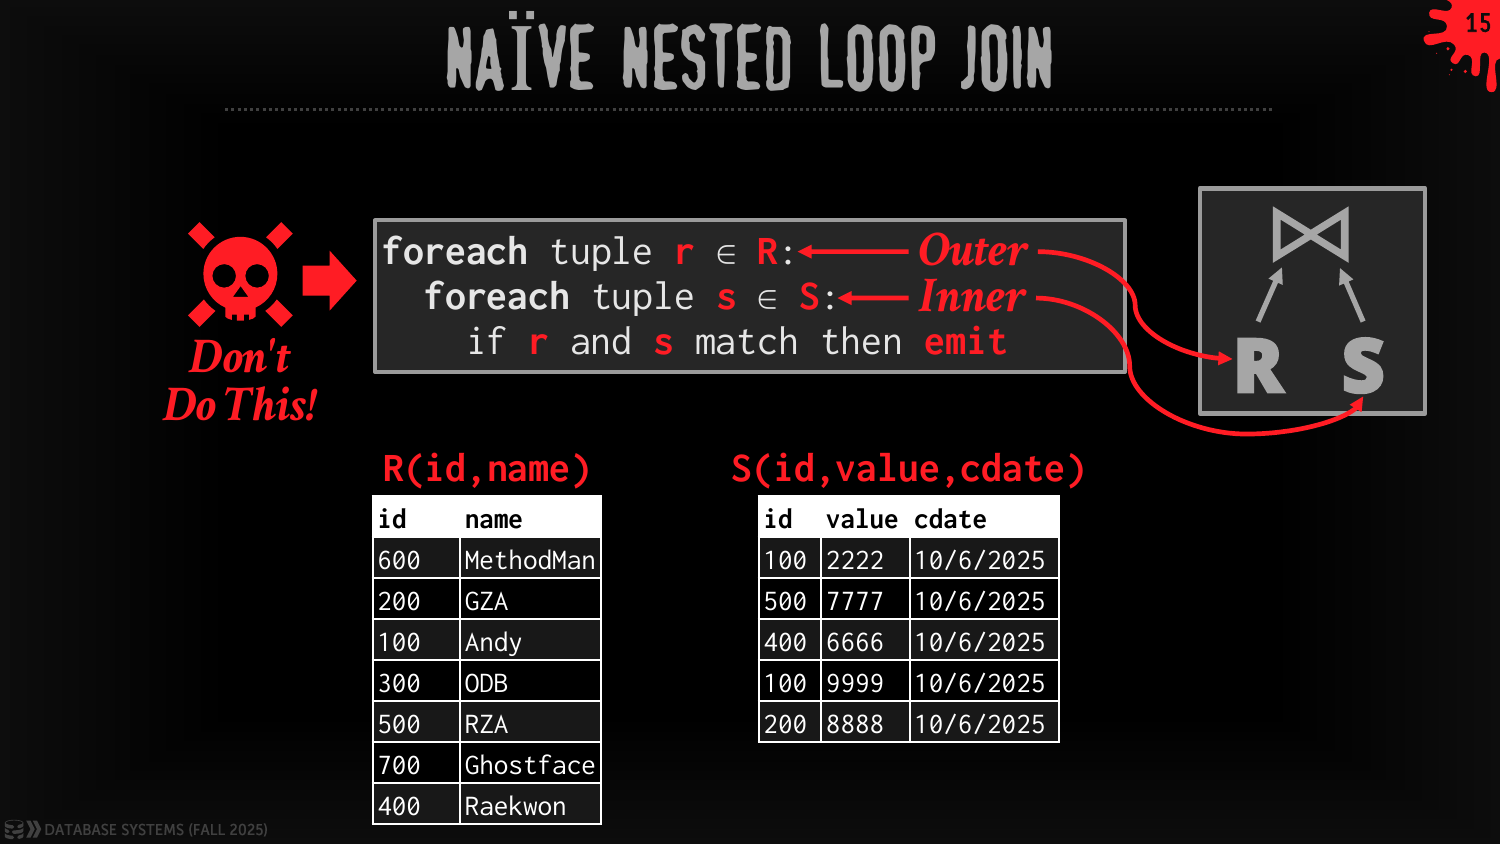 NAÏVE NESTED LOOP JOIN
15
foreach tuple r ∈ R: Outer
foreach tuple s ∈ S: Inner
if r and s match then emit
Don't
Do This!
⋈
R S
R(id,name)
id name
600 MethodMan
200 GZA
100 Andy
300 ODB
500 RZA
700 Ghostface
400 Raekwon
S(id,value,cdate)
id value cdate
100 2222 10/6/2025
500 7777 10/6/2025
400 6666 10/6/2025
100 9999 10/6/2025
200 8888 10/6/2025
DATABASE SYSTEMS (FALL 2025)